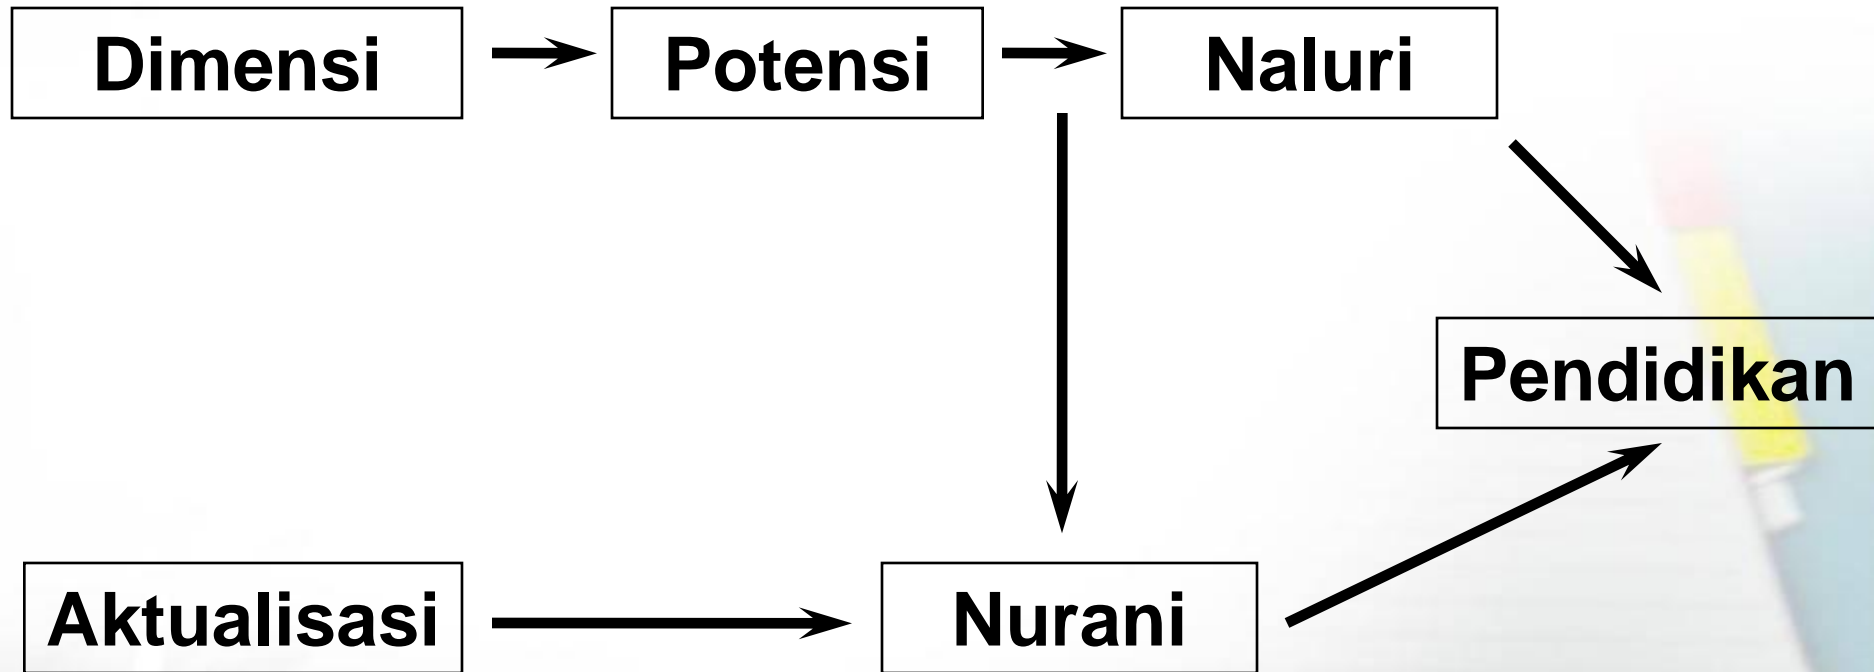 Dimensi
Potensi
Naluri
Pendidikan
Aktualisasi
Nurani